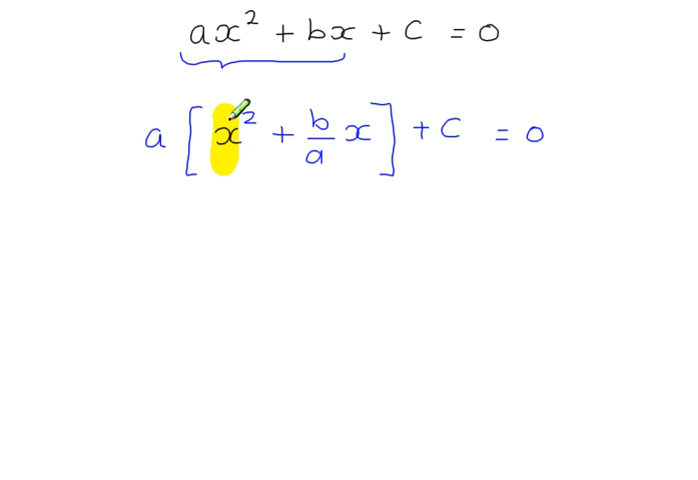 ax² + bx + c = 0
a [ x² + b/a x ] + c = 0